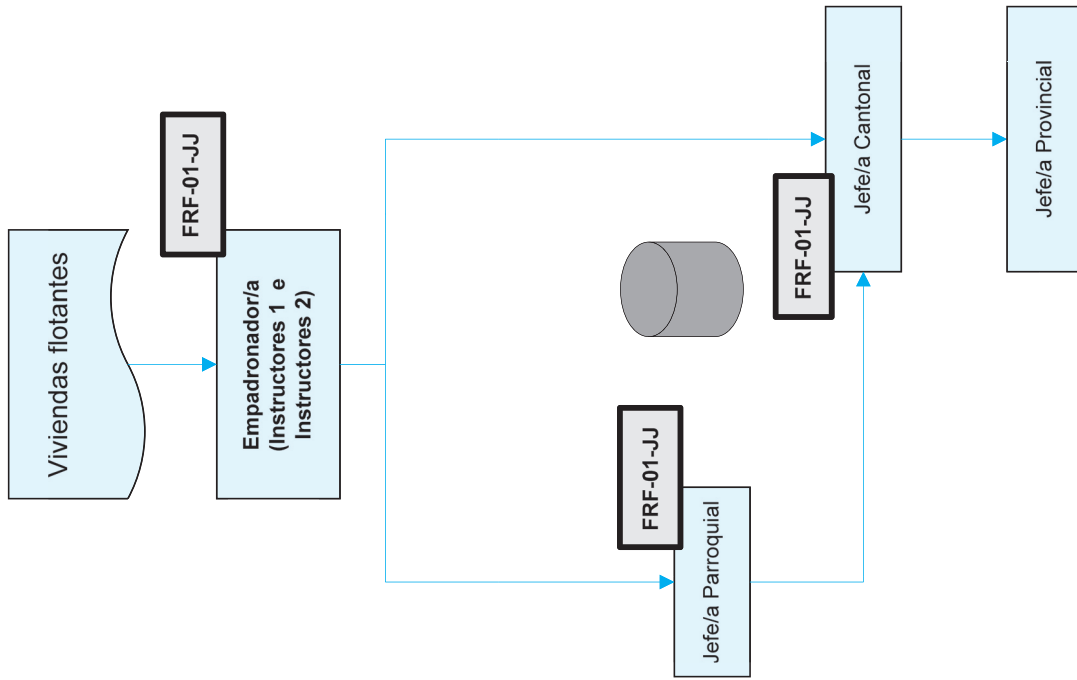 Viviendas flotantes
FRF-01-JJ
Empadronador/a
(Instructores 1 e
Instructores 2)
FRF-01-JJ
Jefe/a Parroquial
FRF-01-JJ
Jefe/a Cantonal
Jefe/a Provincial